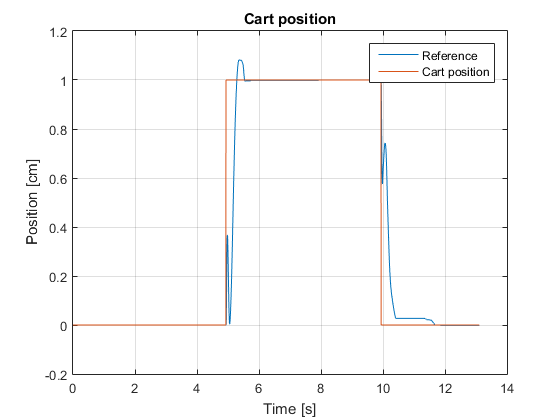 Cart position
1.2
1
0.8
0.6
0.4
0.2
0
-0.2
Position [cm]
Reference
Cart position
0 2 4 6 8 10 12 14
Time [s]